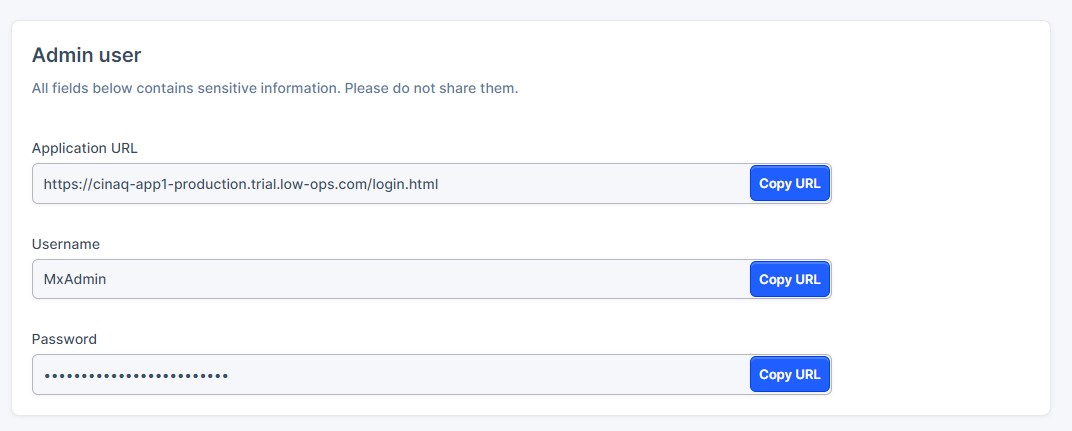 Admin user
All fields below contains sensitive information. Please do not share them.
Application URL
https://cinaq-app1-production.trial.low-ops.com/login.html
Copy URL
Username
MxAdmin
Copy URL
Password
•••••••••••••••••••••••••
Copy URL